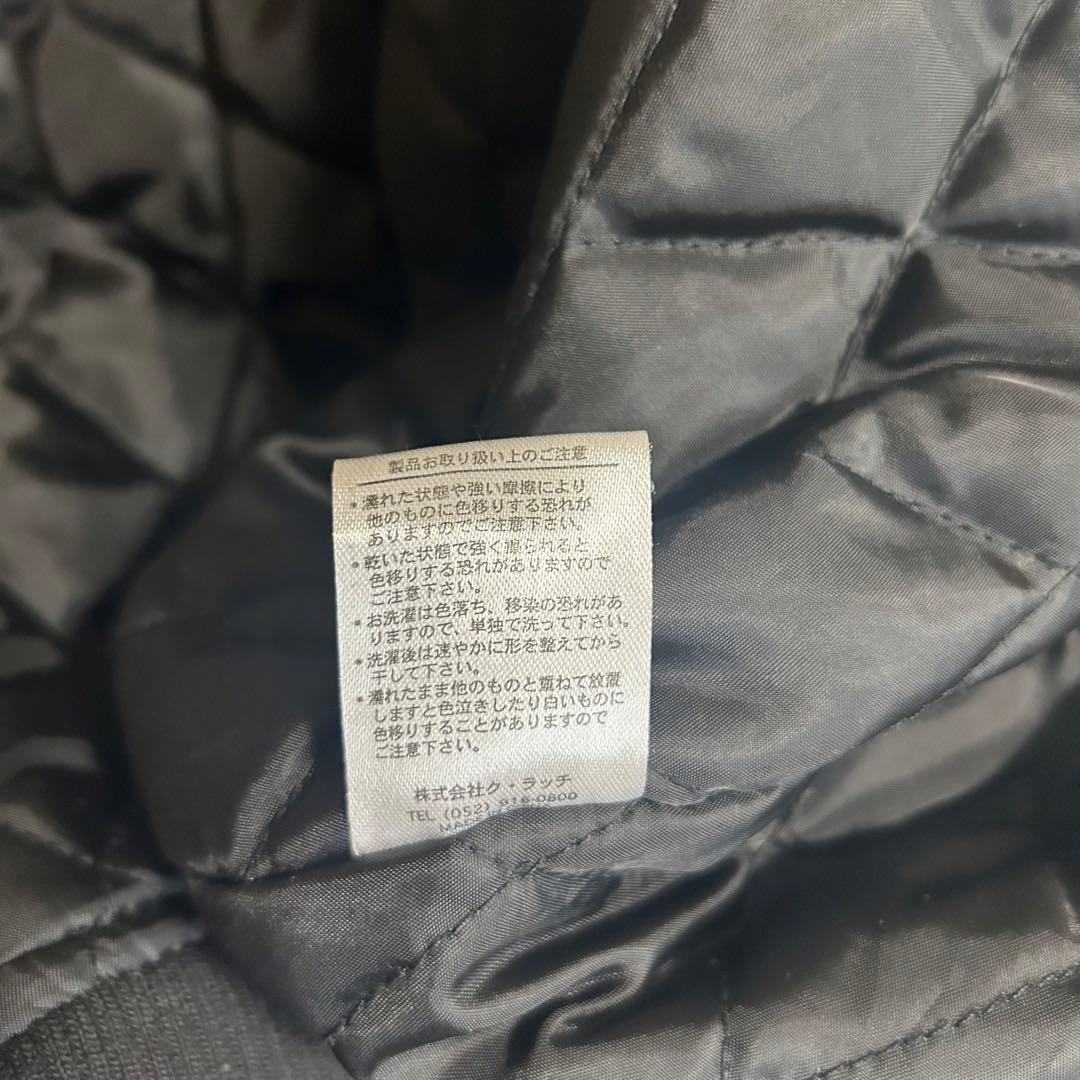 製品お取り扱い上のご注意
・濡れた状態や強い摩擦により
他のものに色移りする恐れが
ありますのでご注意下さい。
・乾いた状態で強く擦られると
色移りする恐れがありますので
ご注意下さい。
・お洗濯は色落ち、移染の恐れがあ
りますので、単独で洗って下さい。
・洗濯後は速やかに形を整えてから
干して下さい。
・濡れたまま他のものと重ねて放置
しますと色泣きしたり白いものに
色移りすることがありますので
ご注意下さい。
株式会社ク・ラッチ
TEL (052) 916-0800